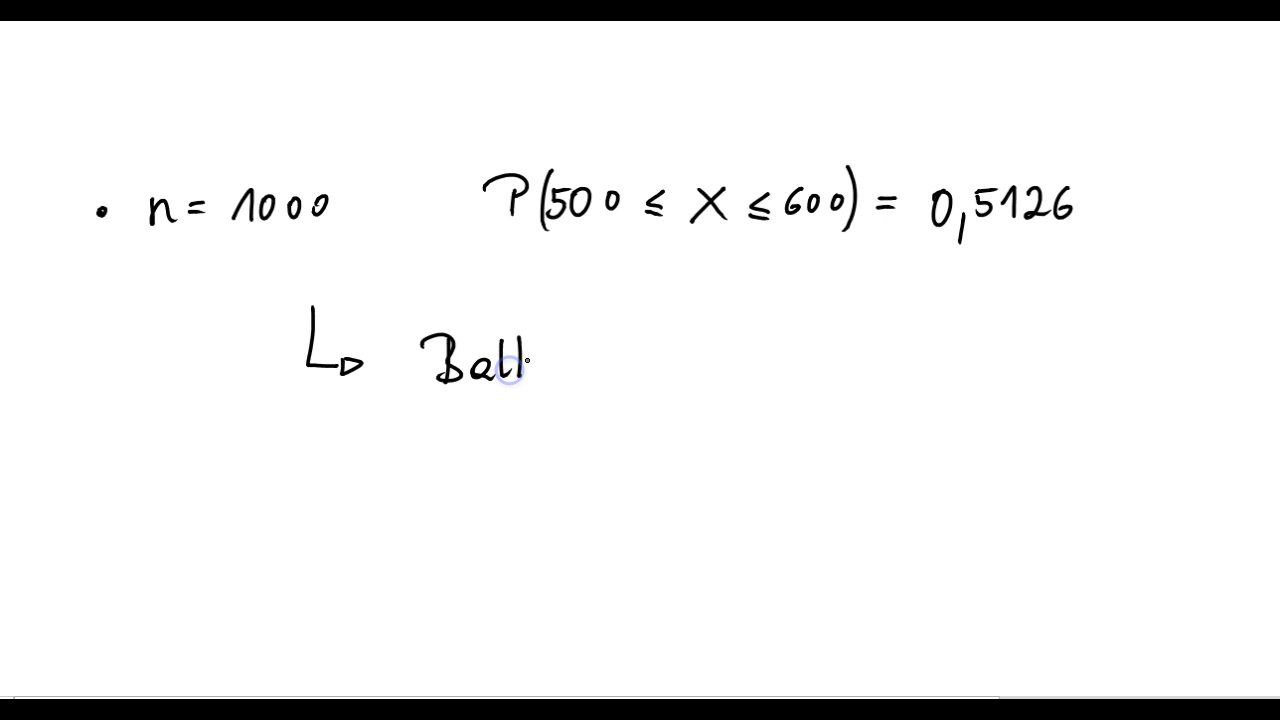 • n = 1000 P(500 ≤ X ≤ 600) = 0,5126
↳ Ball